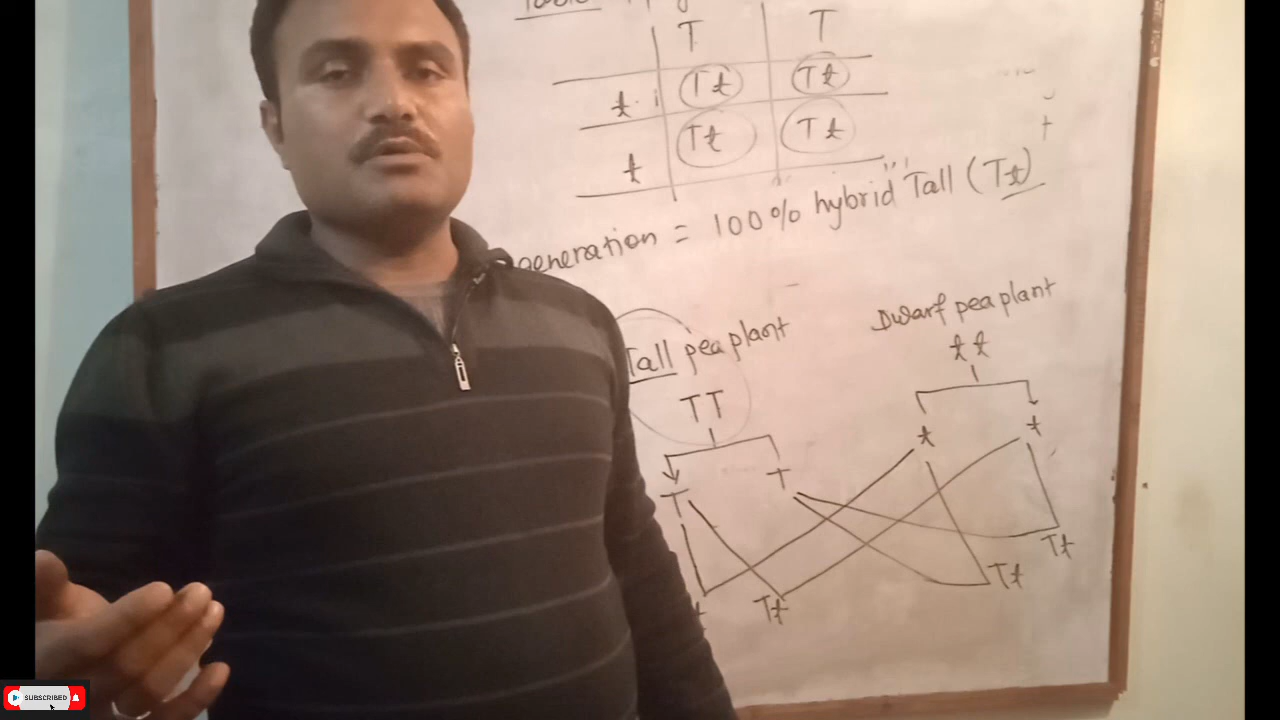 T T
t Tt Tt
t Tt Tt
generation = 100% hybrid Tall (Tt)
Tall pea plant
Dwarf pea plant
TT
tt
T T
t t
t Tt Tt Tt
SUBSCRIBED